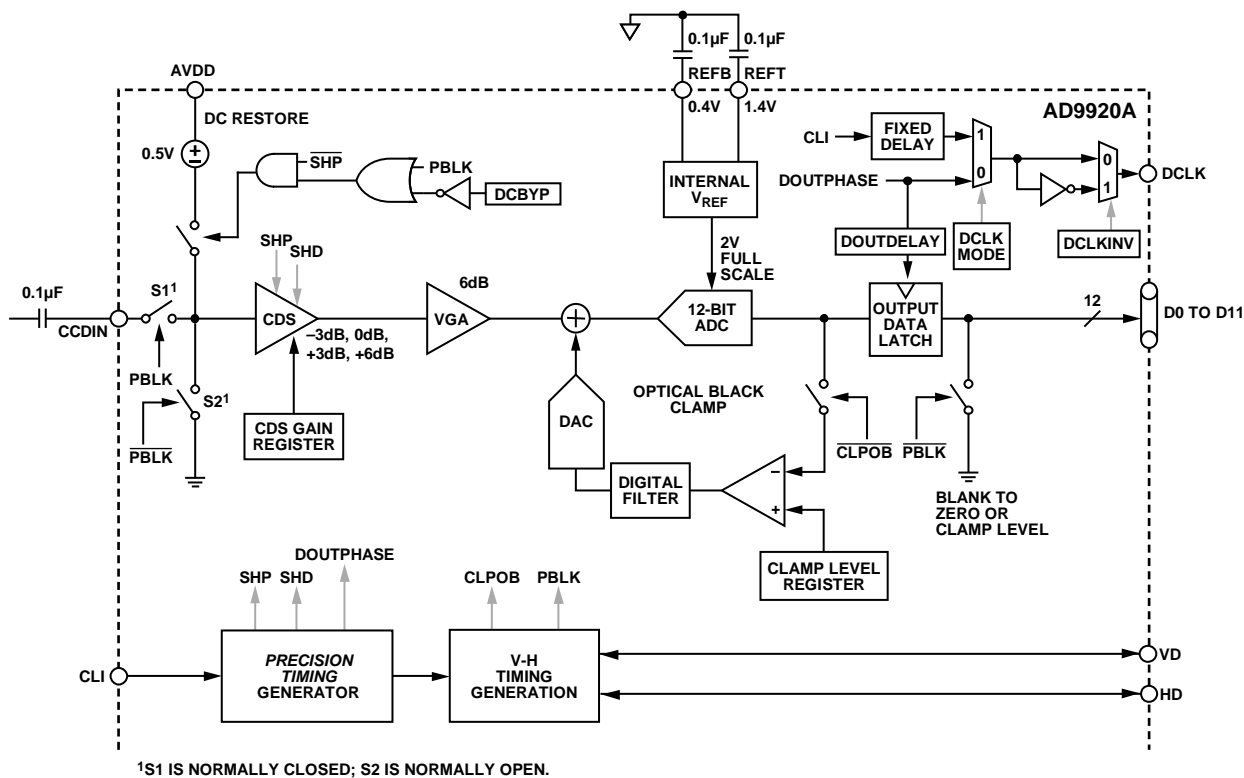 0.1µF
0.1µF
REFB
REFT
AVDD
0.4V
1.4V
AD9920A
DC RESTORE
0.5V
SHP
PBLK
DCBYP
INTERNAL
VREF
CLI
FIXED
DELAY
1
0
DOUTPHASE
0
1
DCLK
DOUTDELAY
DCLK
MODE
DCLKINV
SHP
SHD
2V
FULL
SCALE
0.1µF
CCDIN
S1¹
CDS
–3dB, 0dB,
+3dB, +6dB
6dB
VGA
12-BIT
ADC
OUTPUT
DATA
LATCH
12
D0 TO D11
PBLK
S2¹
PBLK
CDS GAIN
REGISTER
DAC
OPTICAL BLACK
CLAMP
CLPOB
PBLK
DIGITAL
FILTER
–
+
BLANK TO
ZERO OR
CLAMP LEVEL
CLAMP LEVEL
REGISTER
SHP
SHD
DOUTPHASE
CLPOB
PBLK
CLI
PRECISION
TIMING
GENERATOR
V-H
TIMING
GENERATION
VD
HD
¹S1 IS NORMALLY CLOSED; S2 IS NORMALLY OPEN.